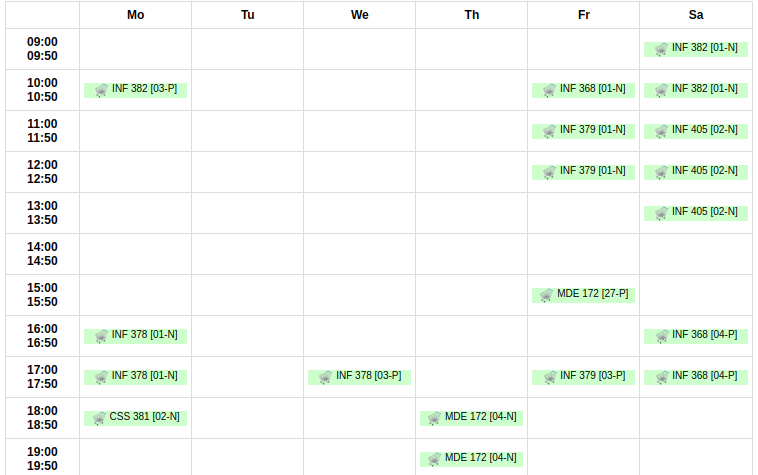 Mo Tu We Th Fr Sa
09:00
09:50
INF 382 [01-N]
10:00
10:50
INF 382 [03-P] INF 368 [01-N] INF 382 [01-N]
11:00
11:50
INF 379 [01-N] INF 405 [02-N]
12:00
12:50
INF 379 [01-N] INF 405 [02-N]
13:00
13:50
INF 405 [02-N]
14:00
14:50
15:00
15:50
MDE 172 [27-P]
16:00
16:50
INF 378 [01-N] INF 368 [04-P]
17:00
17:50
INF 378 [01-N] INF 378 [03-P] INF 379 [03-P] INF 368 [04-P]
18:00
18:50
CSS 381 [02-N] MDE 172 [04-N]
19:00
19:50
MDE 172 [04-N]